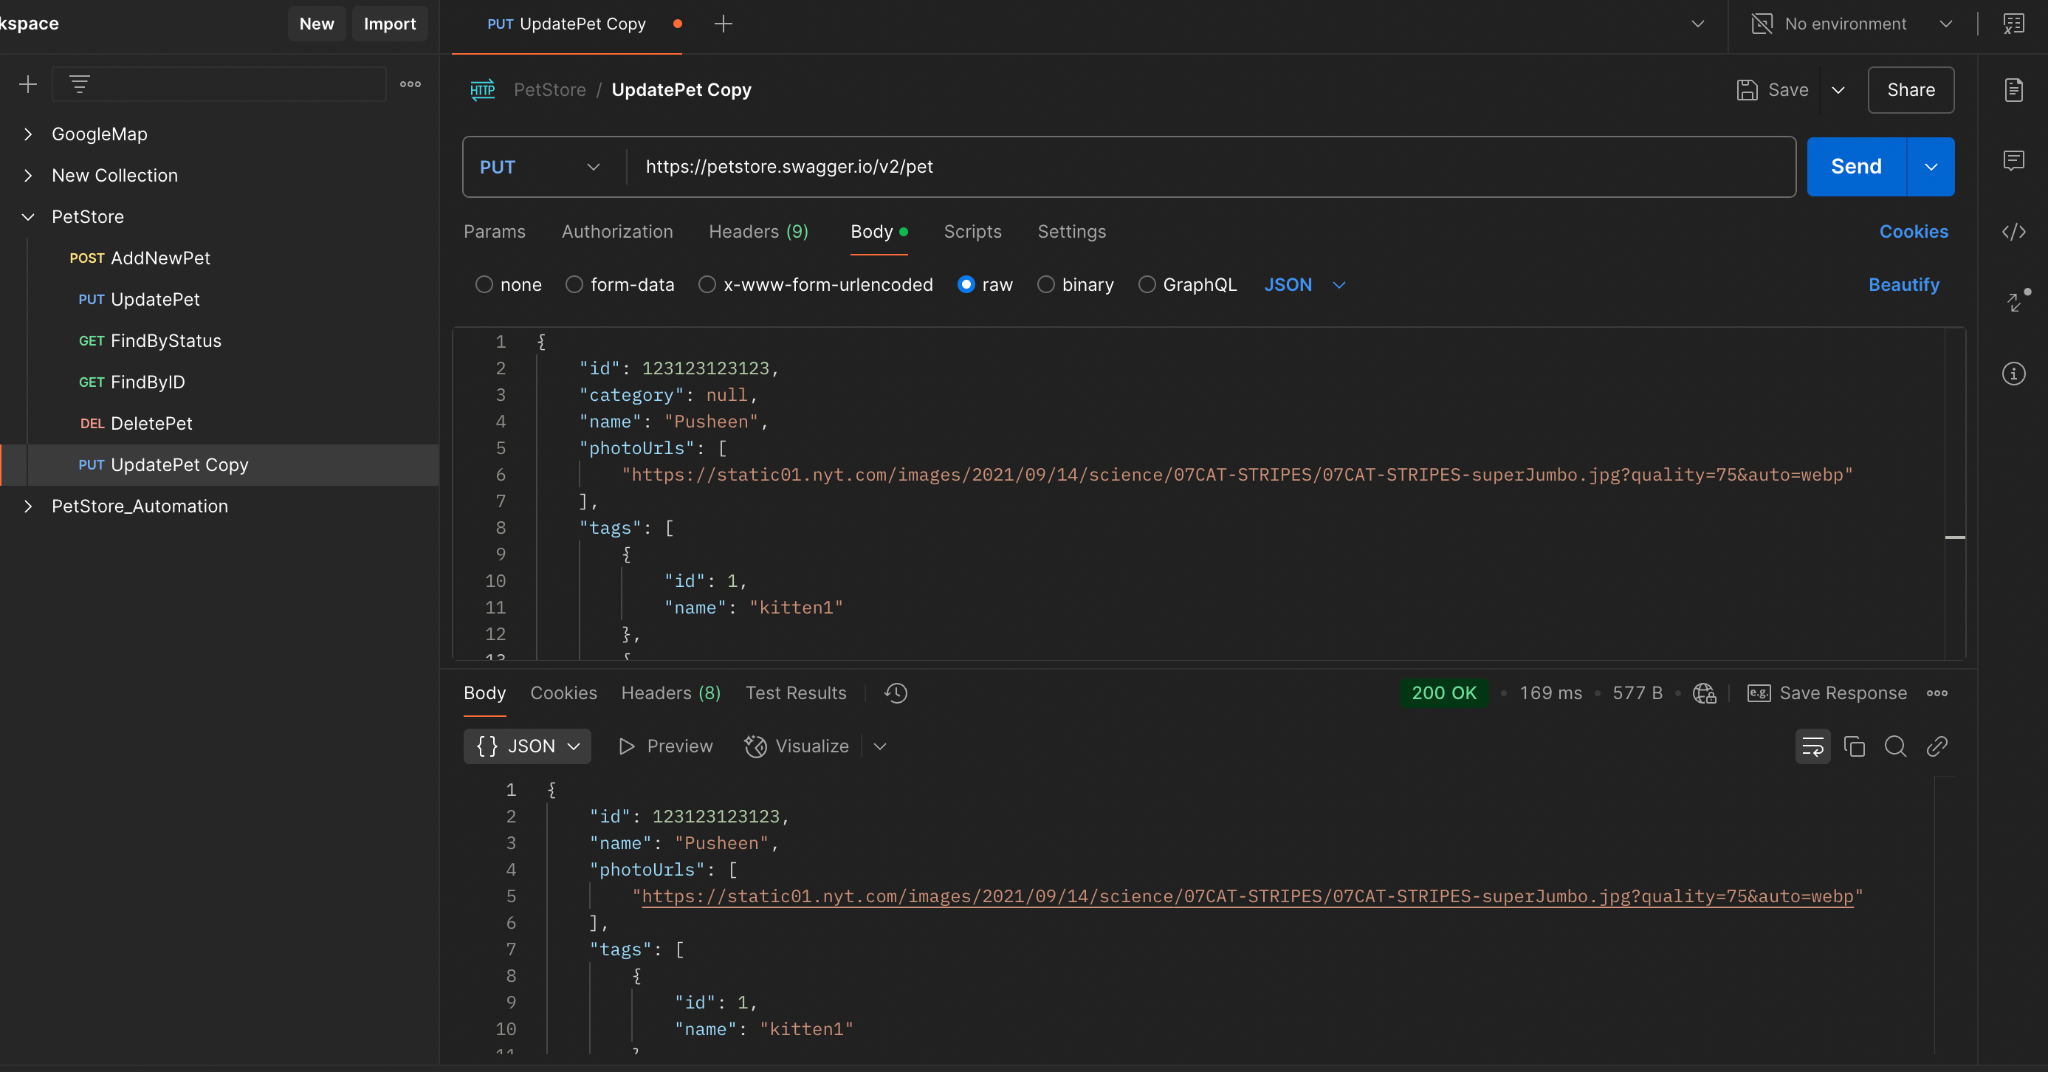 kspace
New
Import
PUT UpdatePet Copy
No environment
GoogleMap
New Collection
PetStore
POST AddNewPet
PUT UpdatePet
GET FindByStatus
GET FindByID
DEL DeletePet
PUT UpdatePet Copy
PetStore_Automation
HTTP PetStore / UpdatePet Copy
Save
Share
PUT
https://petstore.swagger.io/v2/pet
Send
Params Authorization Headers (9) Body Scripts Settings Cookies
none form-data x-www-form-urlencoded raw binary GraphQL JSON Beautify
1 {
2 "id": 123123123123,
3 "category": null,
4 "name": "Pusheen",
5 "photoUrls": [
6 "https://static01.nyt.com/images/2021/09/14/science/07CAT-STRIPES/07CAT-STRIPES-superJumbo.jpg?quality=75&auto=webp"
7 ],
8 "tags": [
9 {
10 "id": 1,
11 "name": "kitten1"
12 },
13 {
Body Cookies Headers (8) Test Results 200 OK • 169 ms • 577 B • e.g. Save Response
{} JSON Preview Visualize
1 {
2 "id": 123123123123,
3 "name": "Pusheen",
4 "photoUrls": [
5 "https://static01.nyt.com/images/2021/09/14/science/07CAT-STRIPES/07CAT-STRIPES-superJumbo.jpg?quality=75&auto=webp"
6 ],
7 "tags": [
8 {
9 "id": 1,
10 "name": "kitten1"
11 }